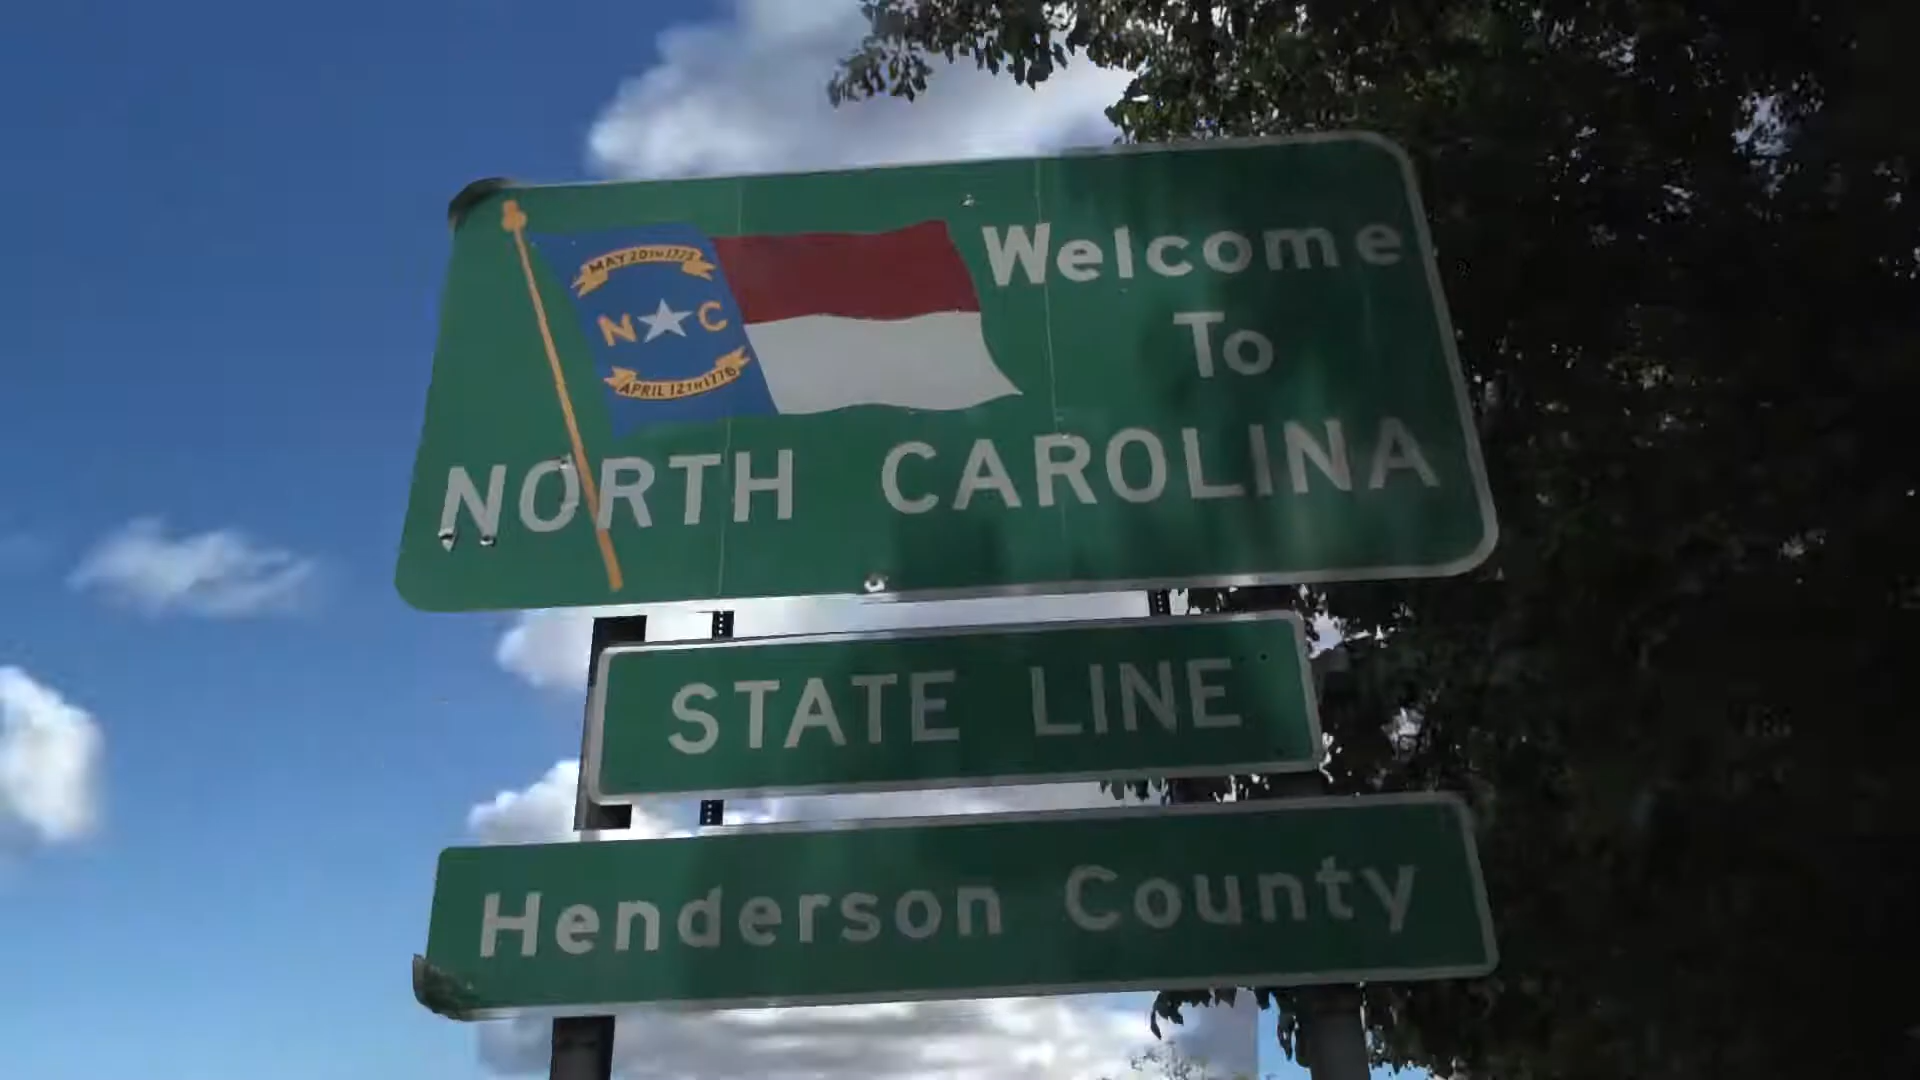 MAY 20TH 1775
N C
APRIL 12TH 1776
Welcome
To
NORTH CAROLINA
STATE LINE
Henderson County